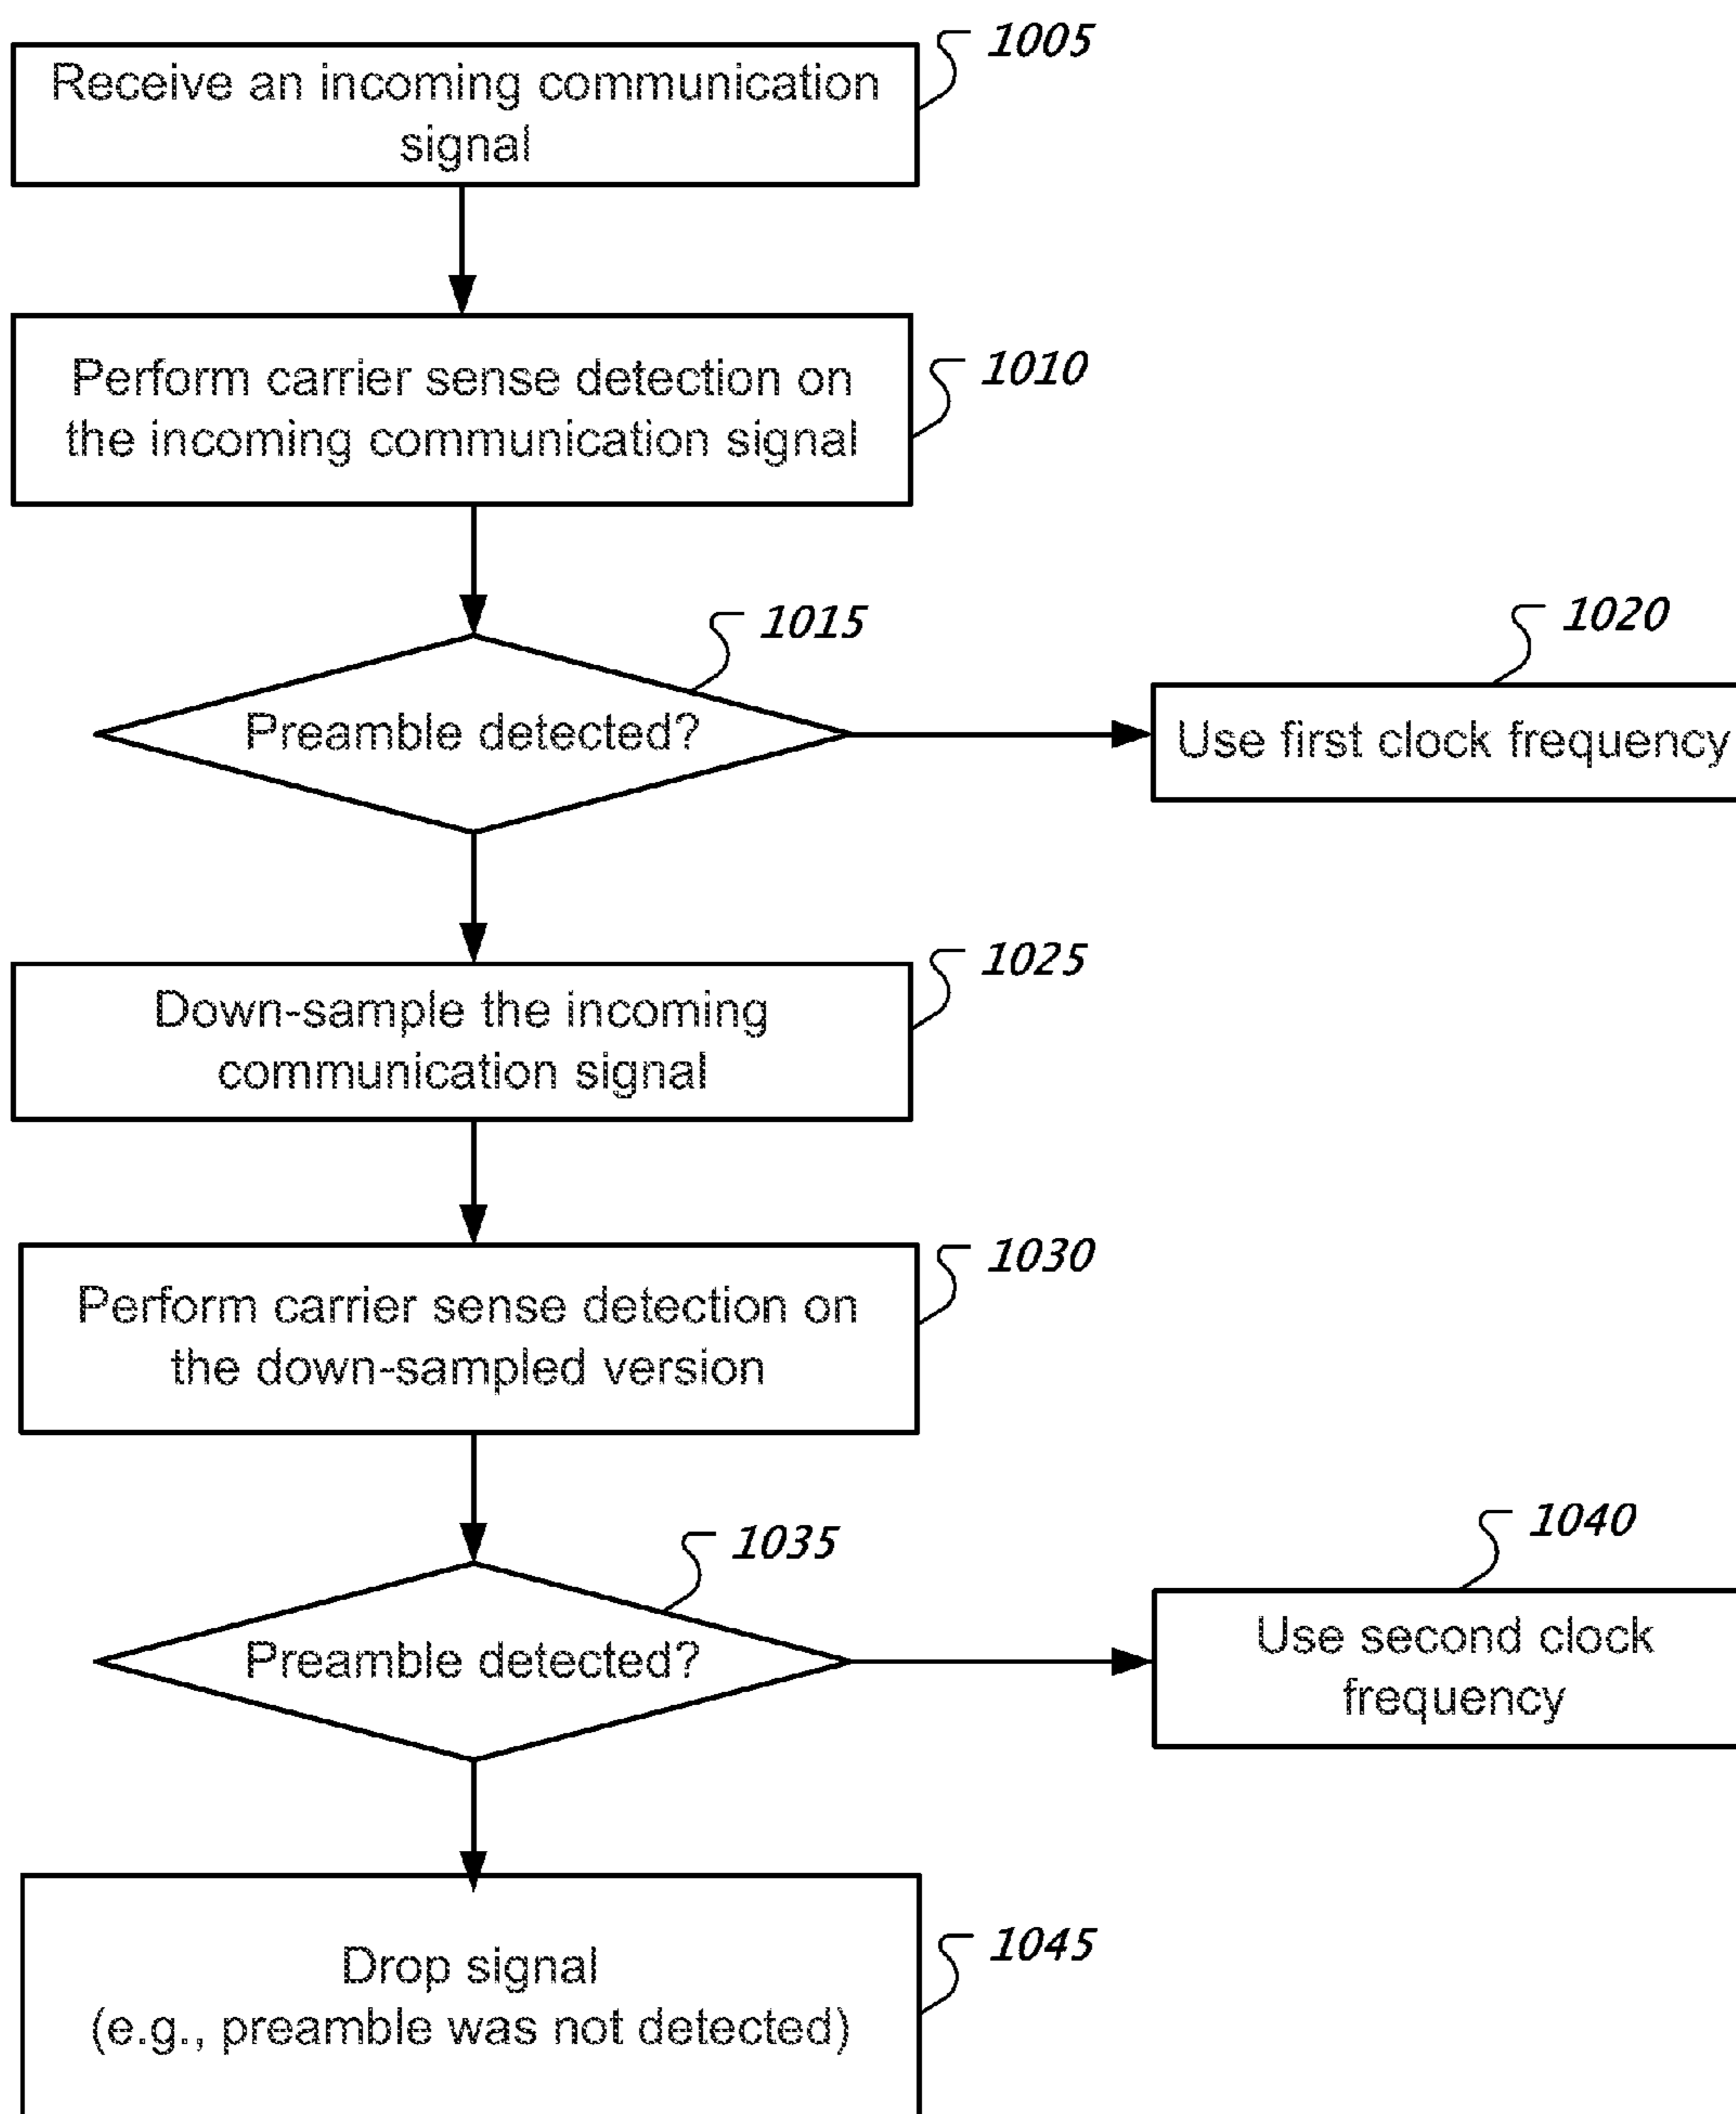 1005
Receive an incoming communication
signal
1010
Perform carrier sense detection on
the incoming communication signal
1015
Preamble detected?
1020
Use first clock frequency
1025
Down-sample the incoming
communication signal
1030
Perform carrier sense detection on
the down-sampled version
1035
Preamble detected?
1040
Use second clock
frequency
1045
Drop signal
(e.g., preamble was not detected)